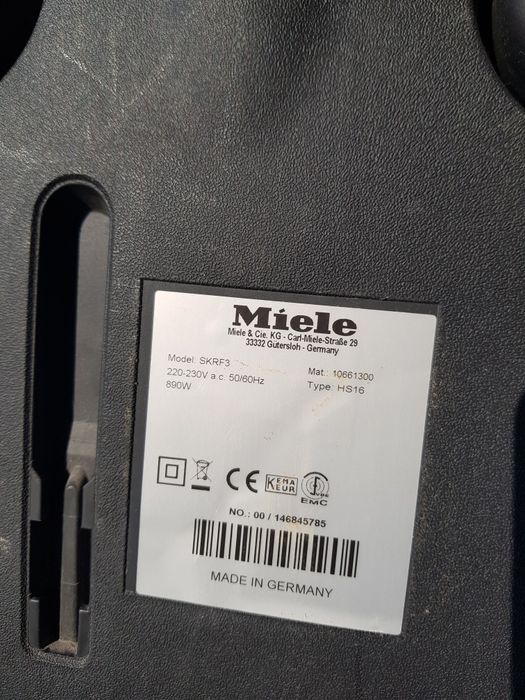 Miele
Miele & Cie. KG - Carl-Miele-Straße 29
33332 Gütersloh - Germany
Model: SKRF3 Mat.: 10661300
220-230V a.c. 50/60Hz Type: HS16
890W
CE KEMA KEUR VDE
EMC
NO.: 00 / 146845785
MADE IN GERMANY